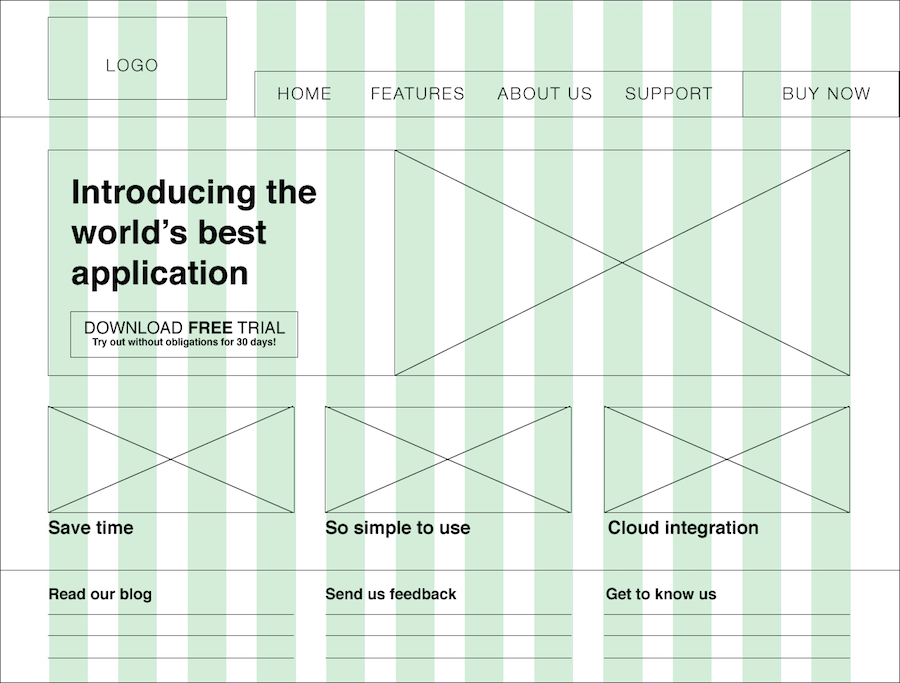 LOGO
HOME
FEATURES
ABOUT US
SUPPORT
BUY NOW
Introducing the
world’s best
application
DOWNLOAD FREE TRIAL
Try out without obligations for 30 days!
Save time
So simple to use
Cloud integration
Read our blog
Send us feedback
Get to know us